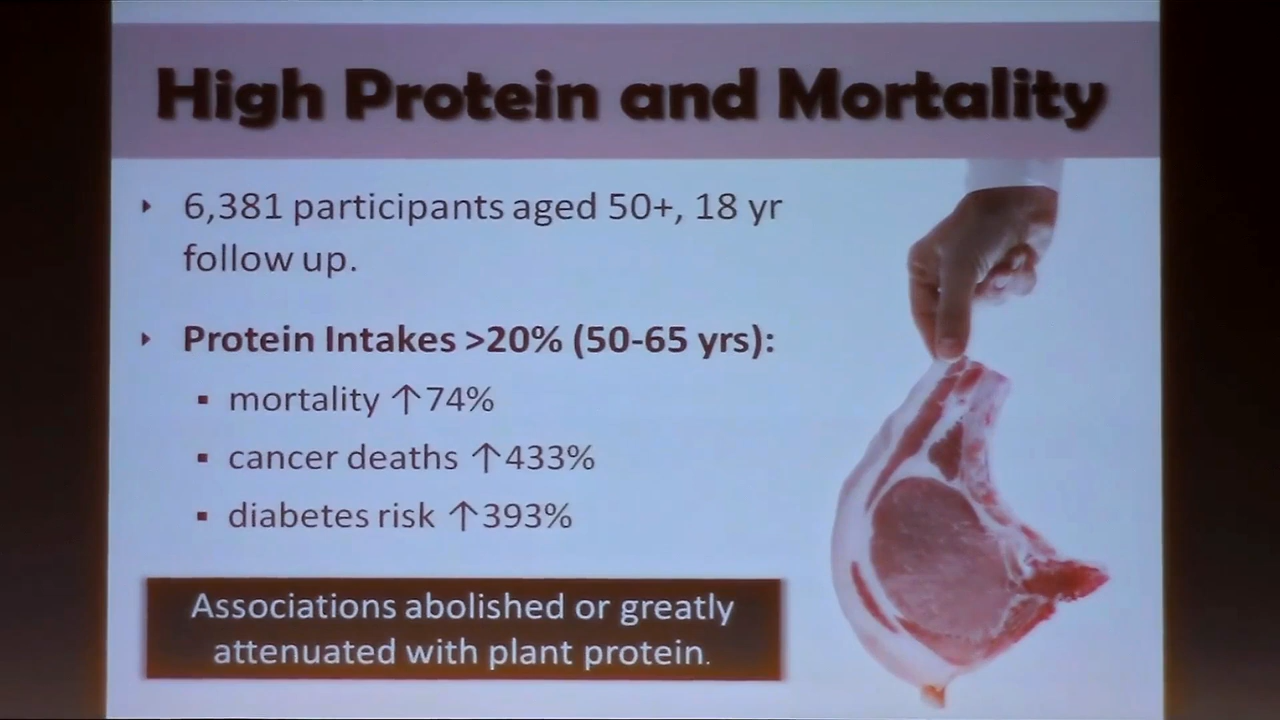 High Protein and Mortality
‣ 6,381 participants aged 50+, 18 yr
follow up.
‣ Protein Intakes >20% (50-65 yrs):
▪ mortality ↑74%
▪ cancer deaths ↑433%
▪ diabetes risk ↑393%
Associations abolished or greatly
attenuated with plant protein.